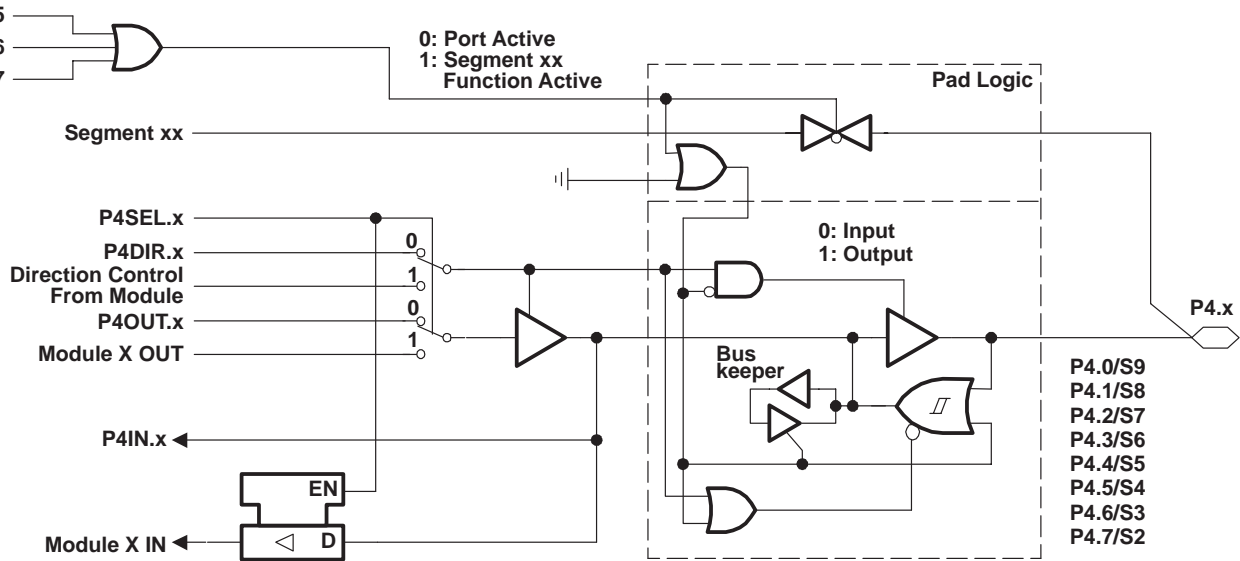 5
6
7
0: Port Active
1: Segment xx
Function Active
Pad Logic
Segment xx
P4SEL.x
0: Input
1: Output
P4DIR.x
0
Direction Control
From Module
1
P4OUT.x
0
Module X OUT
1
P4.x
Bus
keeper
P4.0/S9
P4.1/S8
P4.2/S7
P4.3/S6
P4.4/S5
P4.5/S4
P4.6/S3
P4.7/S2
P4IN.x
EN
D
Module X IN